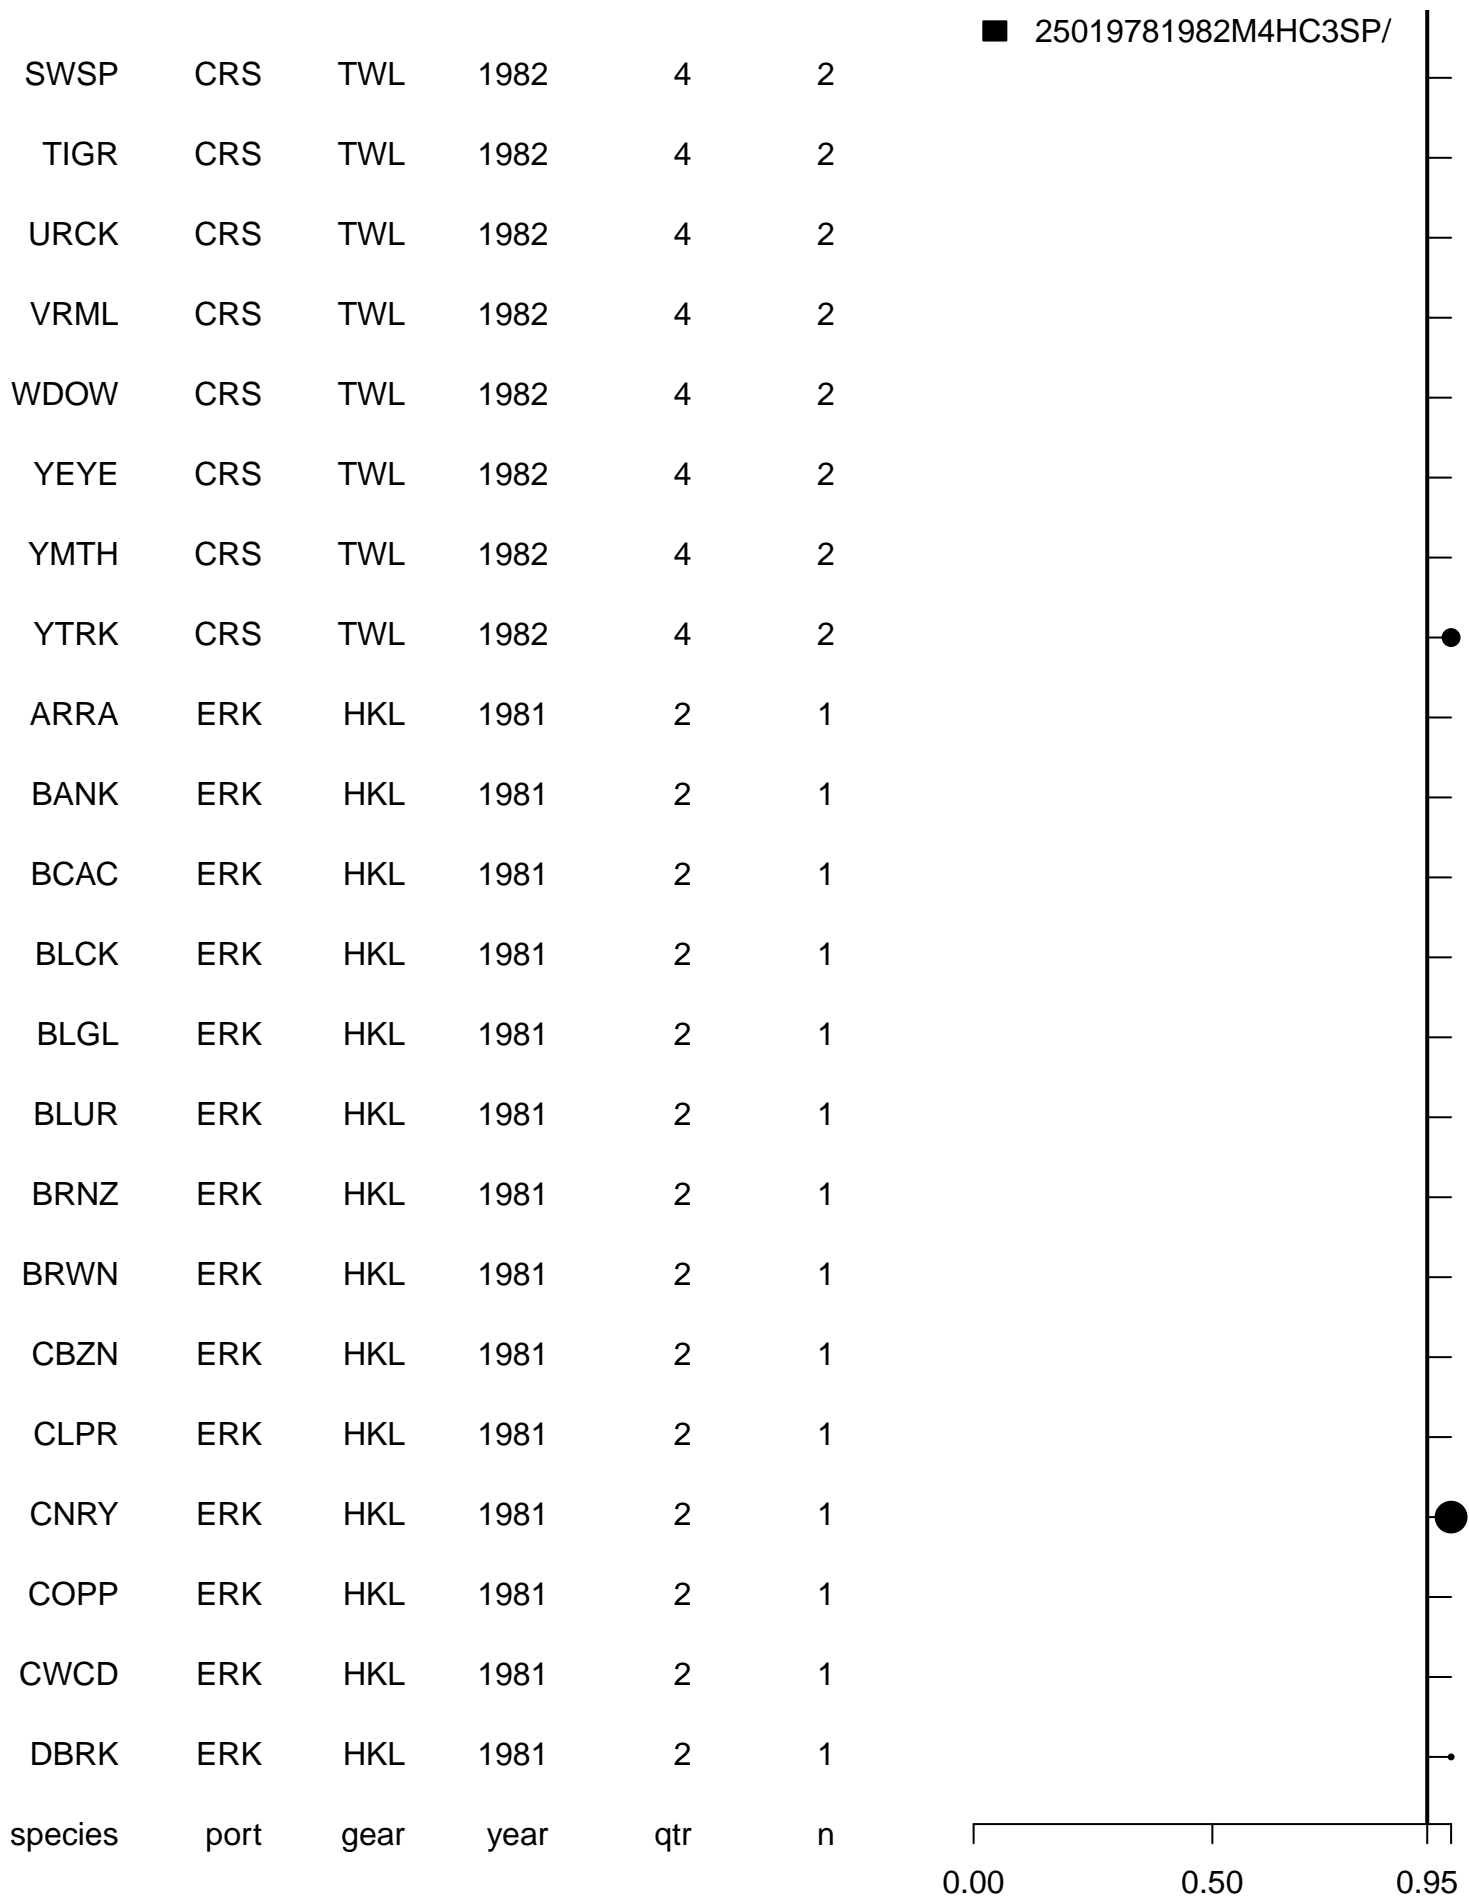 25019781982M4HC3SP/
SWSP CRS TWL 1982 4 2
TIGR CRS TWL 1982 4 2
URCK CRS TWL 1982 4 2
VRML CRS TWL 1982 4 2
WDOW CRS TWL 1982 4 2
YEYE CRS TWL 1982 4 2
YMTH CRS TWL 1982 4 2
YTRK CRS TWL 1982 4 2
ARRA ERK HKL 1981 2 1
BANK ERK HKL 1981 2 1
BCAC ERK HKL 1981 2 1
BLCK ERK HKL 1981 2 1
BLGL ERK HKL 1981 2 1
BLUR ERK HKL 1981 2 1
BRNZ ERK HKL 1981 2 1
BRWN ERK HKL 1981 2 1
CBZN ERK HKL 1981 2 1
CLPR ERK HKL 1981 2 1
CNRY ERK HKL 1981 2 1
COPP ERK HKL 1981 2 1
CWCD ERK HKL 1981 2 1
DBRK ERK HKL 1981 2 1
species port gear year qtr n
0.00 0.50 0.95